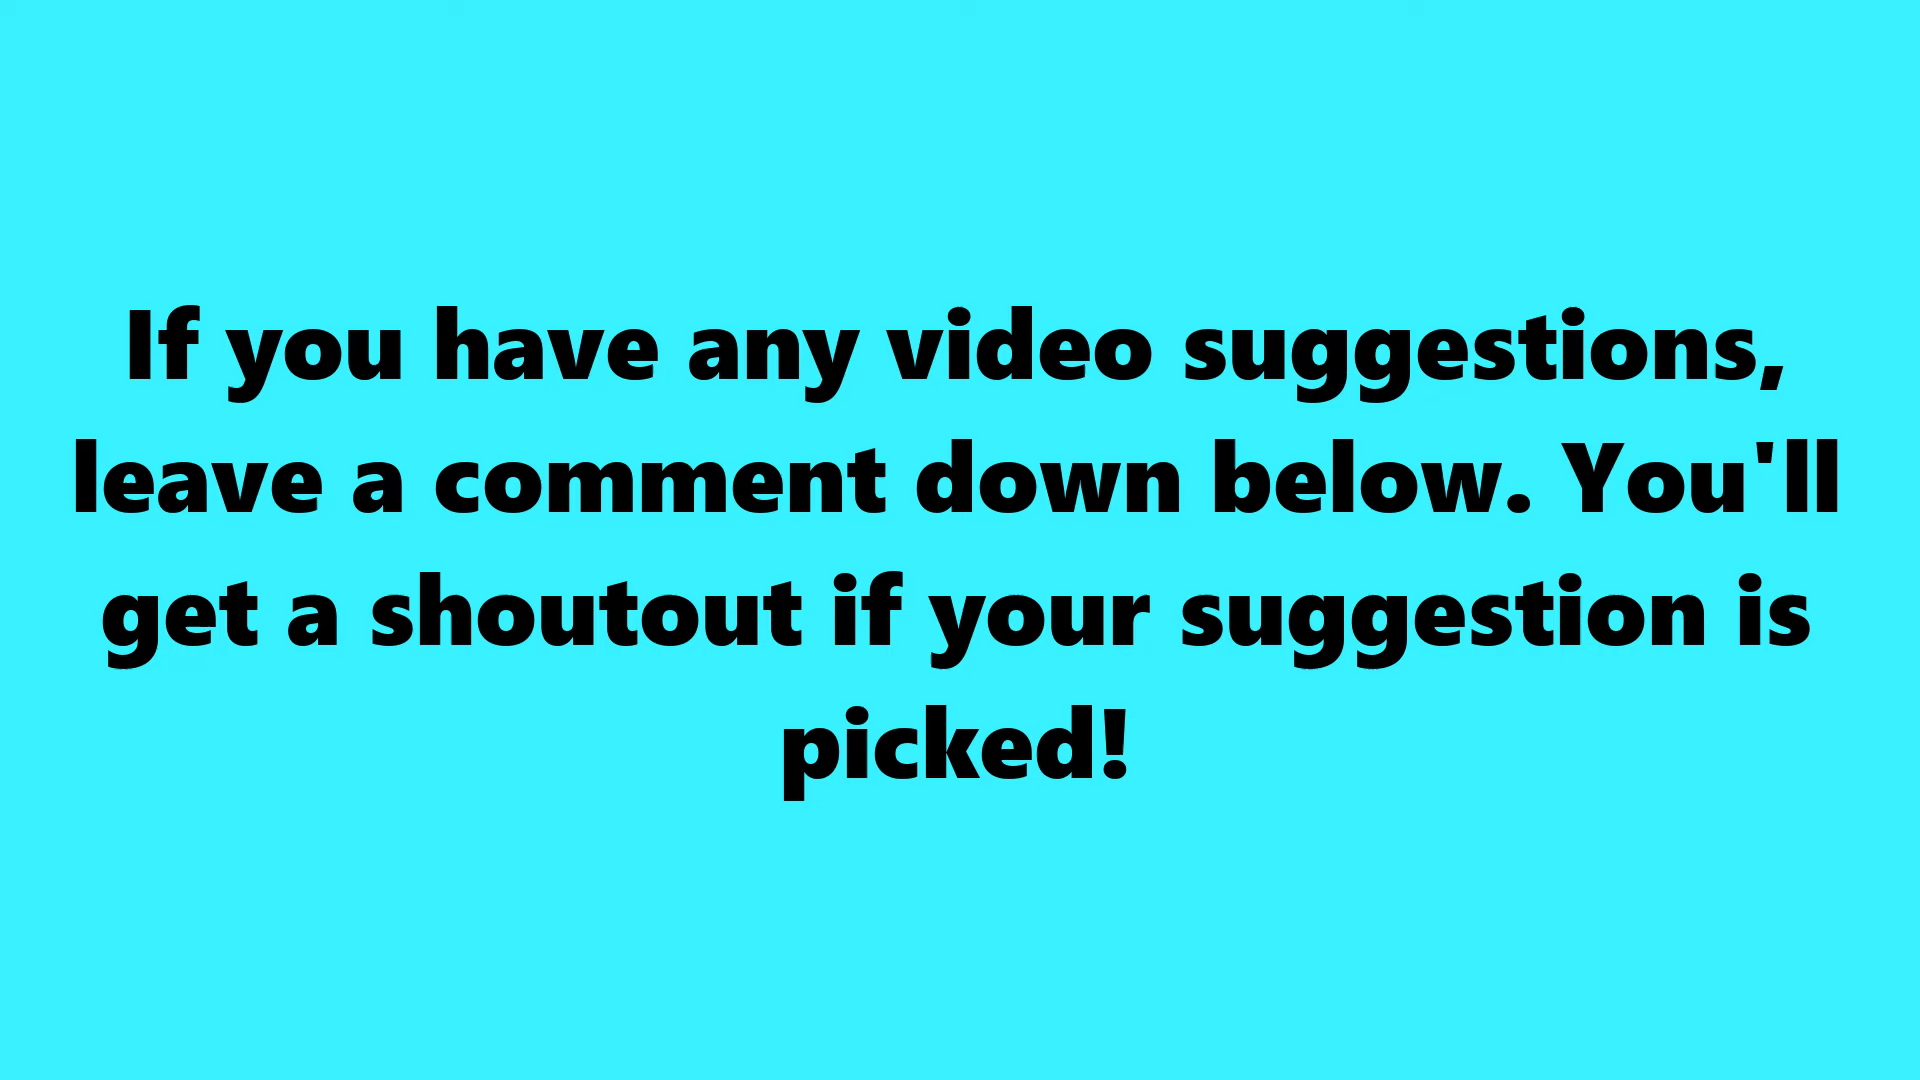 If you have any video suggestions,
leave a comment down below. You'll
get a shoutout if your suggestion is
picked!